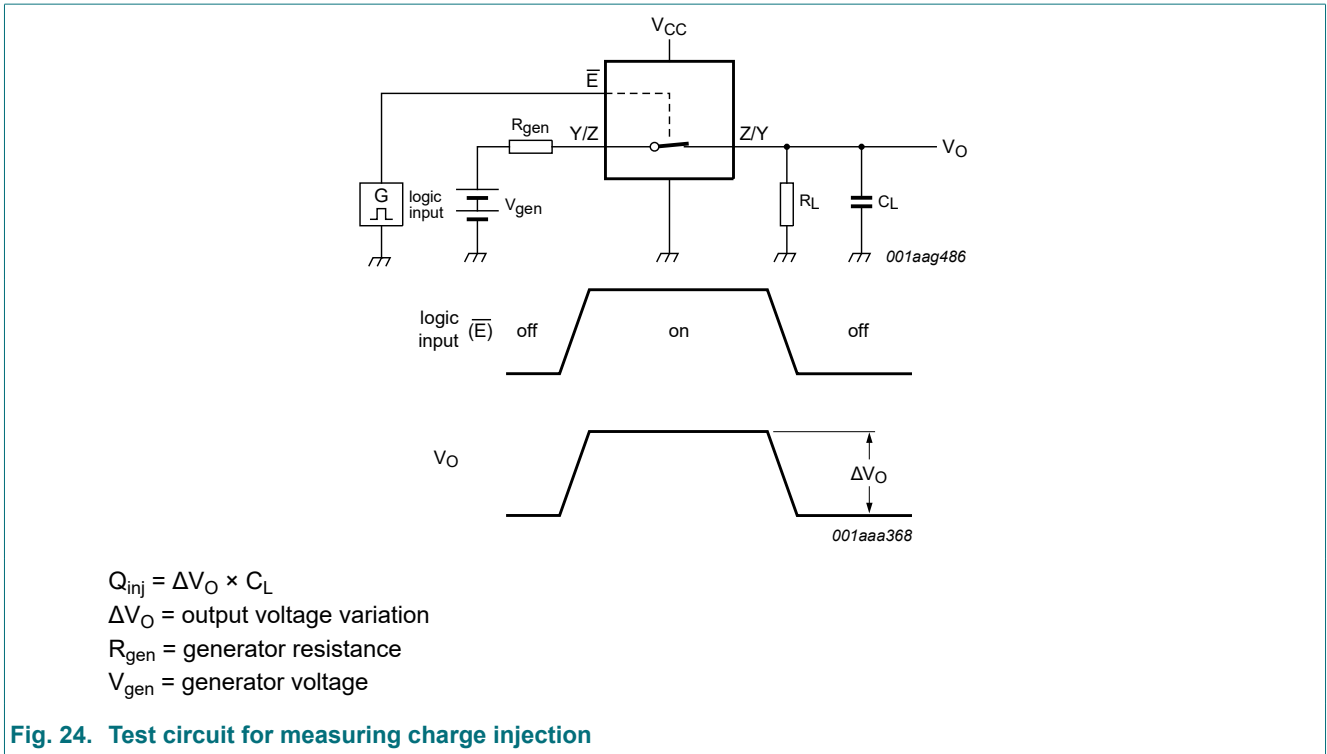 VCC
E̅
Rgen
Y/Z
Z/Y
VO
G
logic
input
Vgen
RL
CL
001aag486
logic
input
(E̅)
off
on
off
VO
ΔVO
001aaa368
Qinj = ΔVO × CL
ΔVO = output voltage variation
Rgen = generator resistance
Vgen = generator voltage
Fig. 24. Test circuit for measuring charge injection